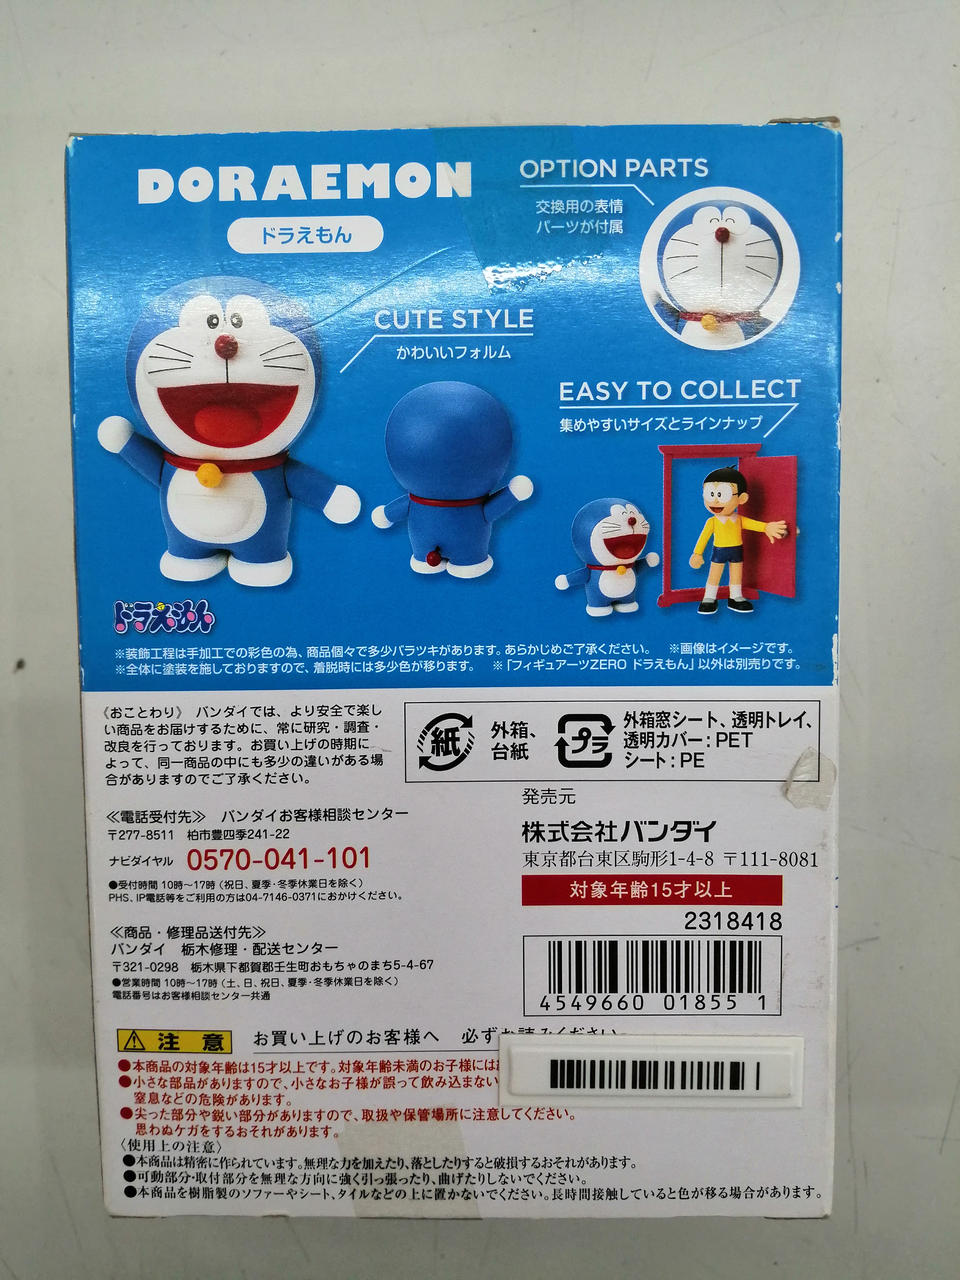 DORAEMON
ドラえもん
OPTION PARTS
交換用の表情
パーツが付属
CUTE STYLE
かわいいフォルム
EASY TO COLLECT
集めやすいサイズとラインナップ
ドラえもん
※装飾工程は手加工での彩色の為、商品個々で多少バラツキがあります。あらかじめご了承ください。 ※画像はイメージです。
※全体に塗装を施しておりますので、着脱時には多少色が移ります。 ※「フィギュアーツZERO ドラえもん」以外は別売りです。
《おことわり》 バンダイでは、より安全で楽し
い商品をお届けするために、常に研究・調査・
改良を行っております。お買い上げの時期に
よって、同一商品の中にも多少の違いがある場
合がありますのでご了承ください。
紙
外箱、
台紙
プラ
外箱窓シート、透明トレイ、
透明カバー：PET
シート：PE
≪電話受付先≫ バンダイお客様相談センター
〒277-8511 柏市豊四季241-22
ナビダイヤル 0570-041-101
●受付時間 10時～17時（祝日、夏季・冬季休業日を除く）
PHS、IP電話等をご利用の方は04-7146-0371におかけください。
≪商品・修理品送付先≫
バンダイ 栃木修理・配送センター
〒321-0298 栃木県下都賀郡壬生町おもちゃのまち5-4-67
●営業時間 10時～17時（土、日、祝日、夏季・冬季休業日を除く）
電話番号はお客様相談センター共通
発売元
株式会社バンダイ
東京都台東区駒形1-4-8 〒111-8081
対象年齢15才以上
2318418
4549660 01855 1
注意 お買い上げのお客様へ 必ずお読みください。
●本商品の対象年齢は15才以上です。対象年齢未満のお子様には
●小さな部品がありますので、小さなお子様が誤って飲み込まない
窒息などの危険があります。
●尖った部分や鋭い部分がありますので、取扱や保管場所に注意してください。
思わぬケガをするおそれがあります。
〈使用上の注意〉
●本商品は精密に作られています。無理な力を加えたり、落としたりすると破損するおそれがあります。
●可動部分・取付部分を無理な方向に強く引っ張ったり、曲げたりしないでください。
●本商品を樹脂製のソファーやシート、タイルなどの上に置かないでください。長時間接触していると色が移る場合があります。